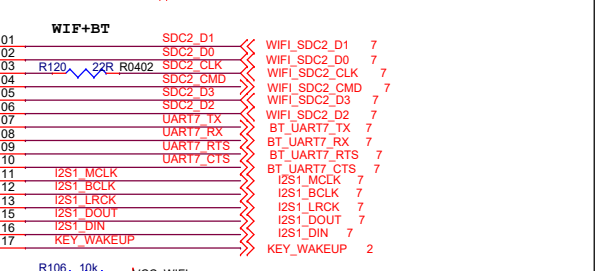 WIF+BT
01 SDC2_D1 WIFI_SDC2_D1 7
02 SDC2_D0 WIFI_SDC2_D0 7
03 R120 22R R0402 SDC2_CLK WIFI_SDC2_CLK 7
04 SDC2_CMD WIFI_SDC2_CMD 7
05 SDC2_D3 WIFI_SDC2_D3 7
06 SDC2_D2 WIFI_SDC2_D2 7
07 UART7_TX BT_UART7_TX 7
08 UART7_RX BT_UART7_RX 7
09 UART7_RTS BT_UART7_RTS 7
10 UART7_CTS BT_UART7_CTS 7
11 I2S1_MCLK I2S1_MCLK 7
12 I2S1_BCLK I2S1_BCLK 7
13 I2S1_LRCK I2S1_LRCK 7
15 I2S1_DOUT I2S1_DOUT 7
16 I2S1_DIN I2S1_DIN 7
17 KEY_WAKEUP KEY_WAKEUP 2
R106 10k